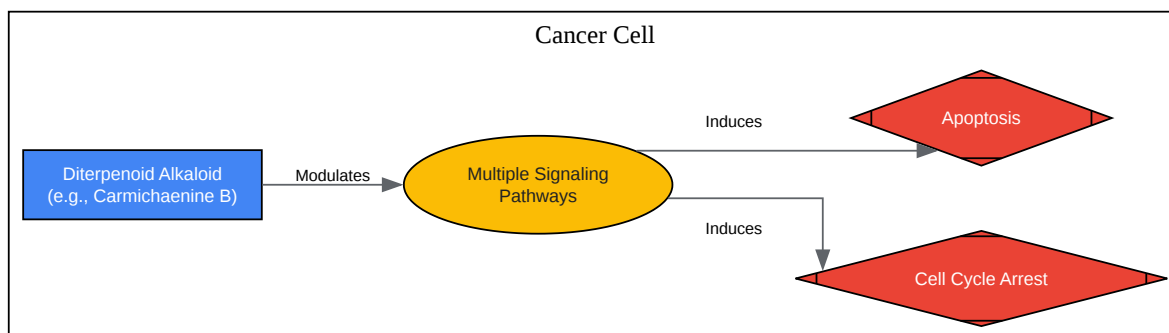 Cancer Cell
Diterpenoid Alkaloid
(e.g., Carmichaenine B)
Modulates
Multiple Signaling
Pathways
Induces
Apoptosis
Induces
Cell Cycle Arrest